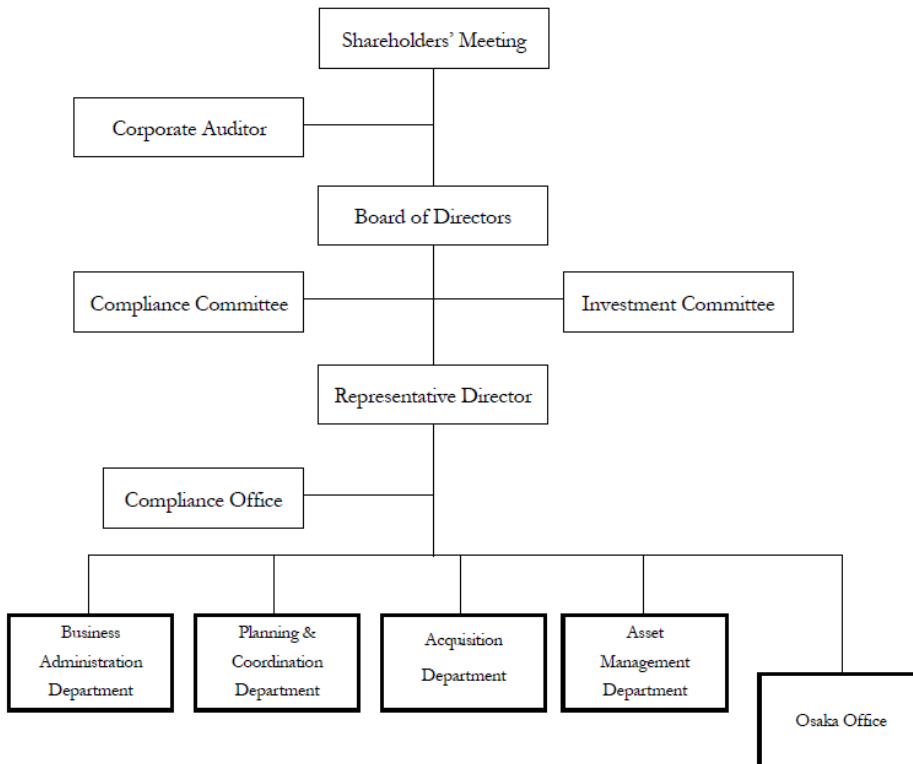 Shareholders' Meeting
Corporate Auditor
Board of Directors
Compliance Committee
Investment Committee
Representative Director
Compliance Office
Business
Administration
Department
Planning &
Coordination
Department
Acquisition
Department
Asset
Management
Department
Osaka Office